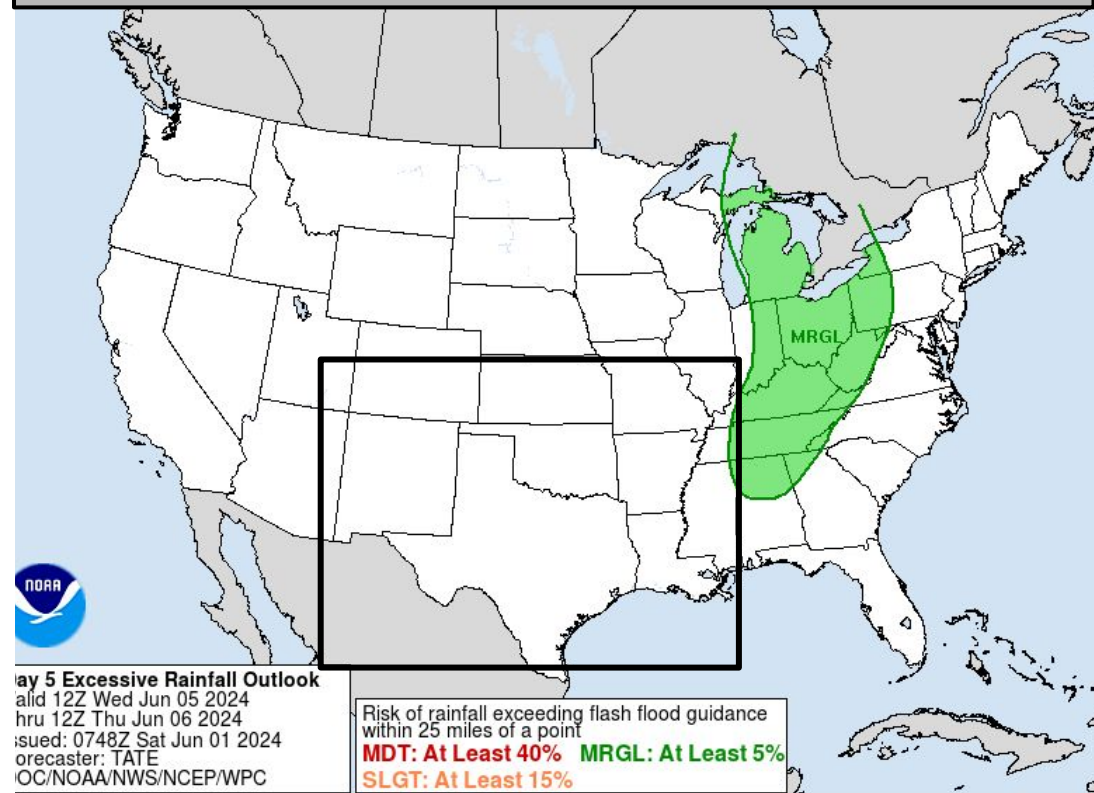 MRGL
NOAA
ay 5 Excessive Rainfall Outlook
alid 12Z Wed Jun 05 2024
hru 12Z Thu Jun 06 2024
ssued: 0748Z Sat Jun 01 2024
orecaster: TATE
DOC/NOAA/NWS/NCEP/WPC
Risk of rainfall exceeding flash flood guidance
within 25 miles of a point
MDT: At Least 40% MRGL: At Least 5%
SLGT: At Least 15%